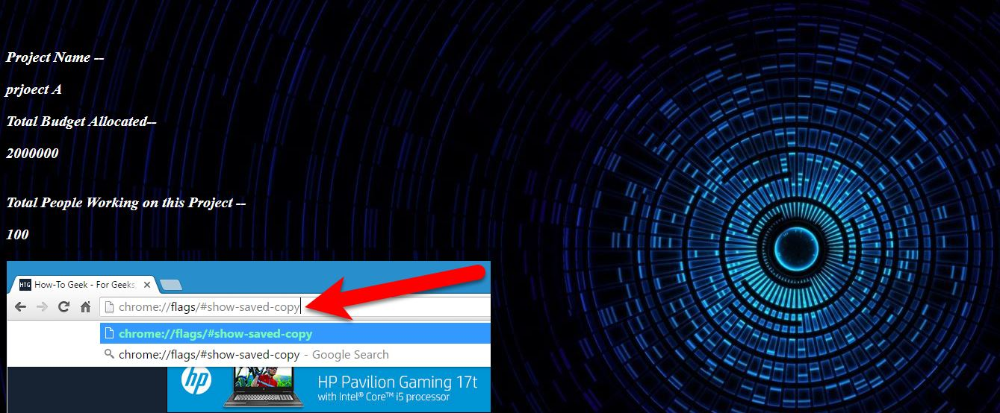 Project Name --
prjoect A
Total Budget Allocated--
2000000
Total People Working on this Project --
100
HTG How-To Geek - For Geeks
chrome://flags/#show-saved-copy
chrome://flags/#show-saved-copy
chrome://flags/#show-saved-copy - Google Search
hp HP Pavilion Gaming 17t
with Intel® Core™ i5 processor